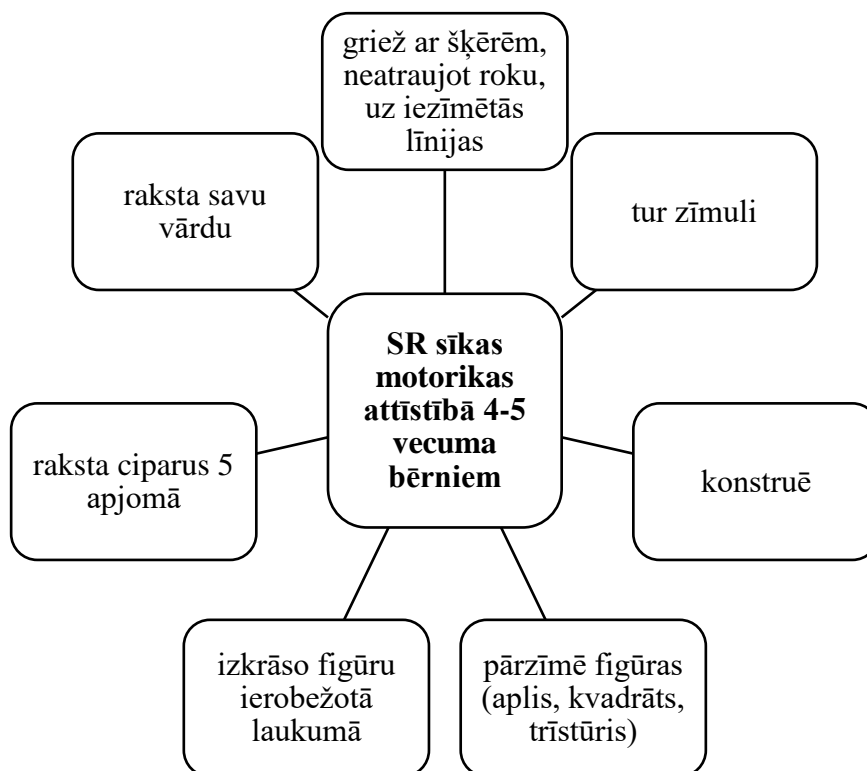 griež ar šķērēm,
neatraujot roku,
uz iezīmētās
līnijas
raksta savu
vārdu
tur zīmuli
SR sīkas
motorikas
attīstībā 4-5
vecuma
bērniem
raksta ciparus 5
apjomā
konstruē
izkrāso figūru
ierobežotā
laukumā
pārzīmē figūras
(aplis, kvadrāts,
trīstūris)